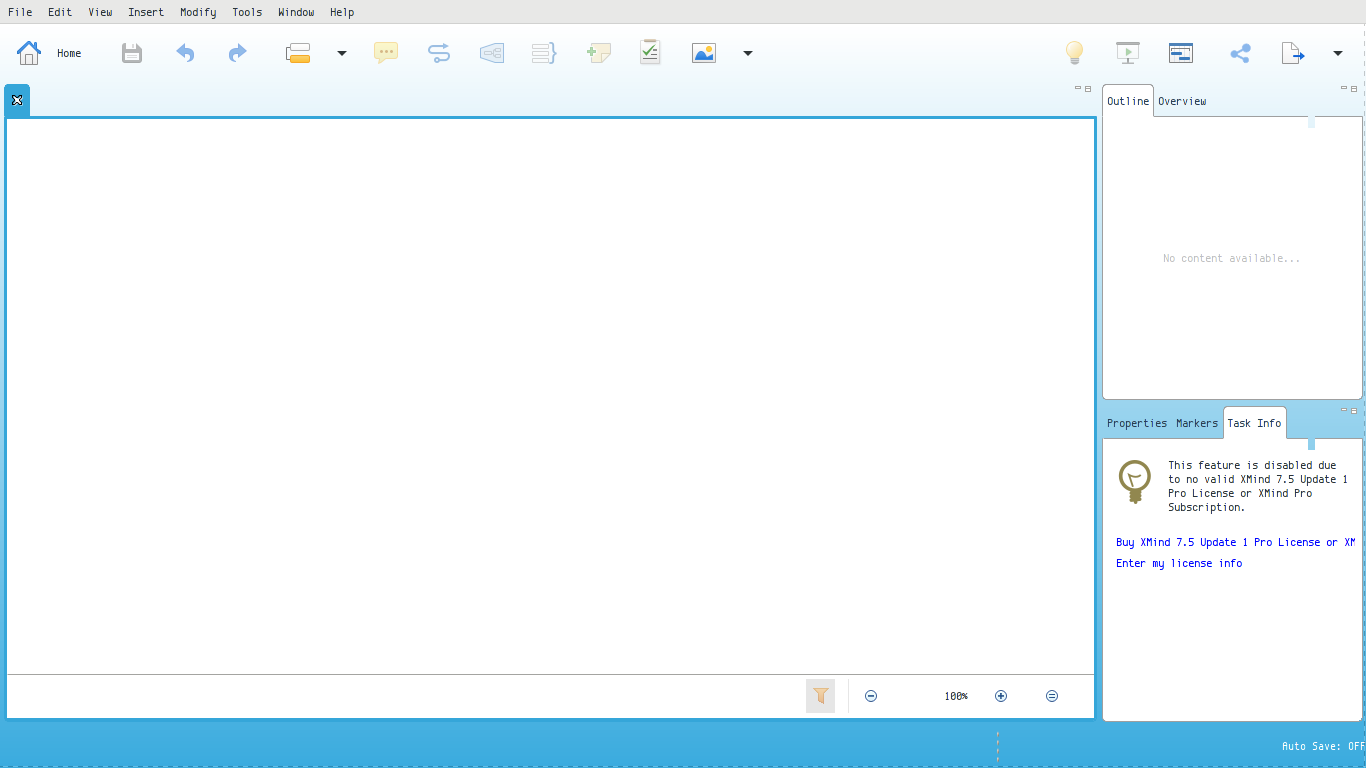 File Edit View Insert Modify Tools Window Help
Home
Outline Overview
No content available...
Properties Markers Task Info
This feature is disabled due
to no valid XMind 7.5 Update 1
Pro License or XMind Pro
Subscription.
Buy XMind 7.5 Update 1 Pro License or XM
Enter my license info
100%
Auto Save: OFF